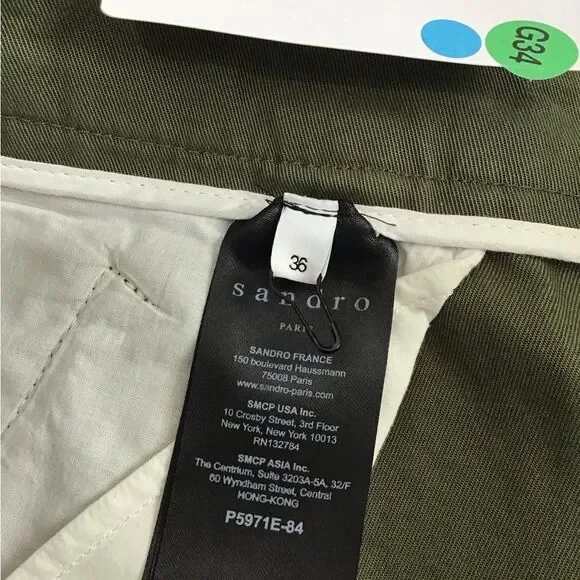 G34
36
sandro
PARIS
SANDRO FRANCE
150 boulevard Haussmann
75008 Paris
www.sandro-paris.com
SMCP USA Inc.
10 Crosby Street, 3rd Floor
New York, New York 10013
RN132784
SMCP ASIA Inc.
The Centrium, Suite 3203A-5A, 32/F
60 Wyndham Street, Central
HONG-KONG
P5971E-84